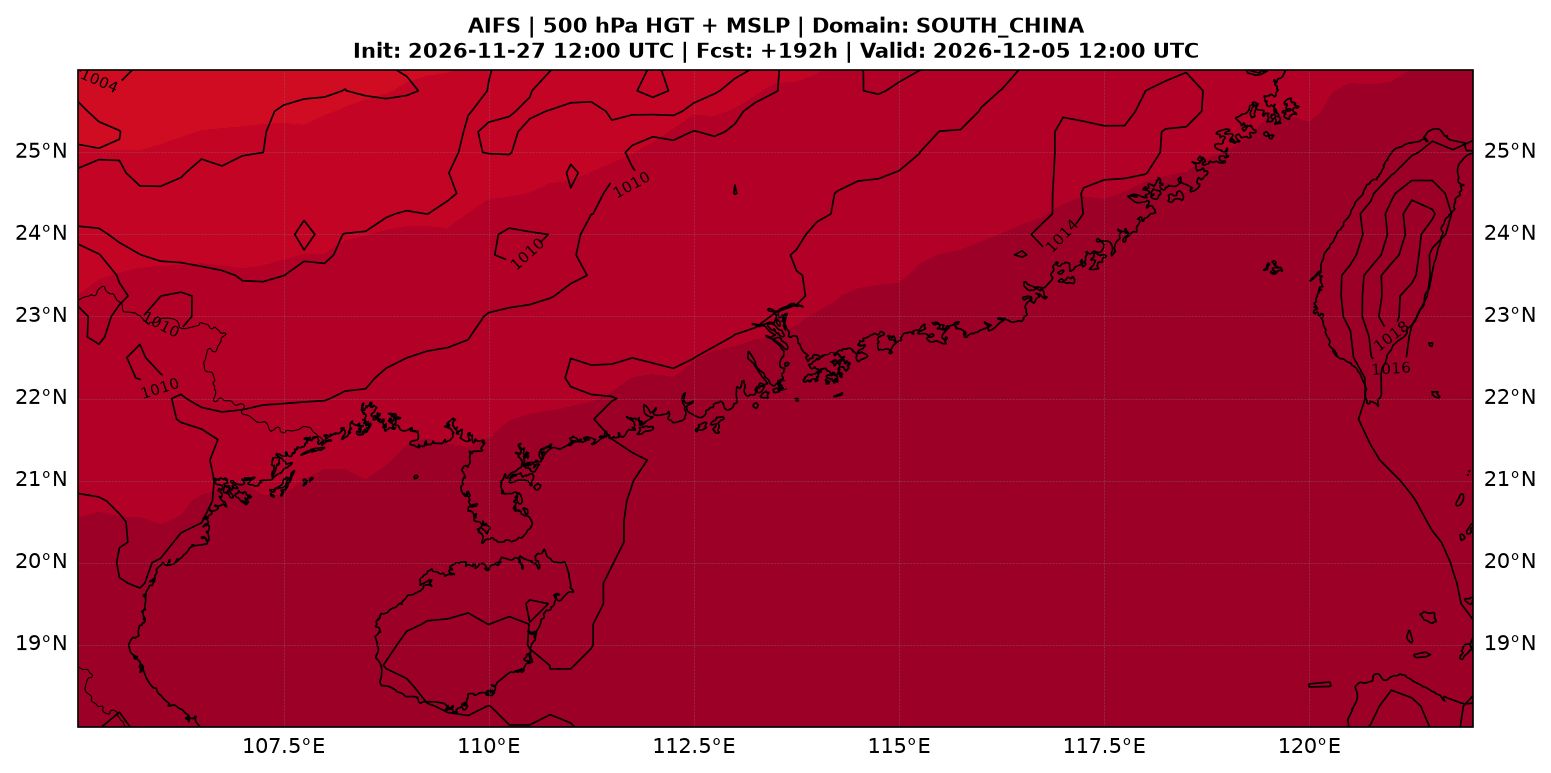 AIFS | 500 hPa HGT + MSLP | Domain: SOUTH_CHINA
Init: 2026-11-27 12:00 UTC | Fcst: +192h | Valid: 2026-12-05 12:00 UTC
1004
25°N
25°N
1010
24°N
1010
1014
24°N
23°N
1010
1018
23°N
1016
22°N
1010
22°N
21°N
21°N
20°N
20°N
19°N
19°N
107.5°E
110°E
112.5°E
115°E
117.5°E
120°E